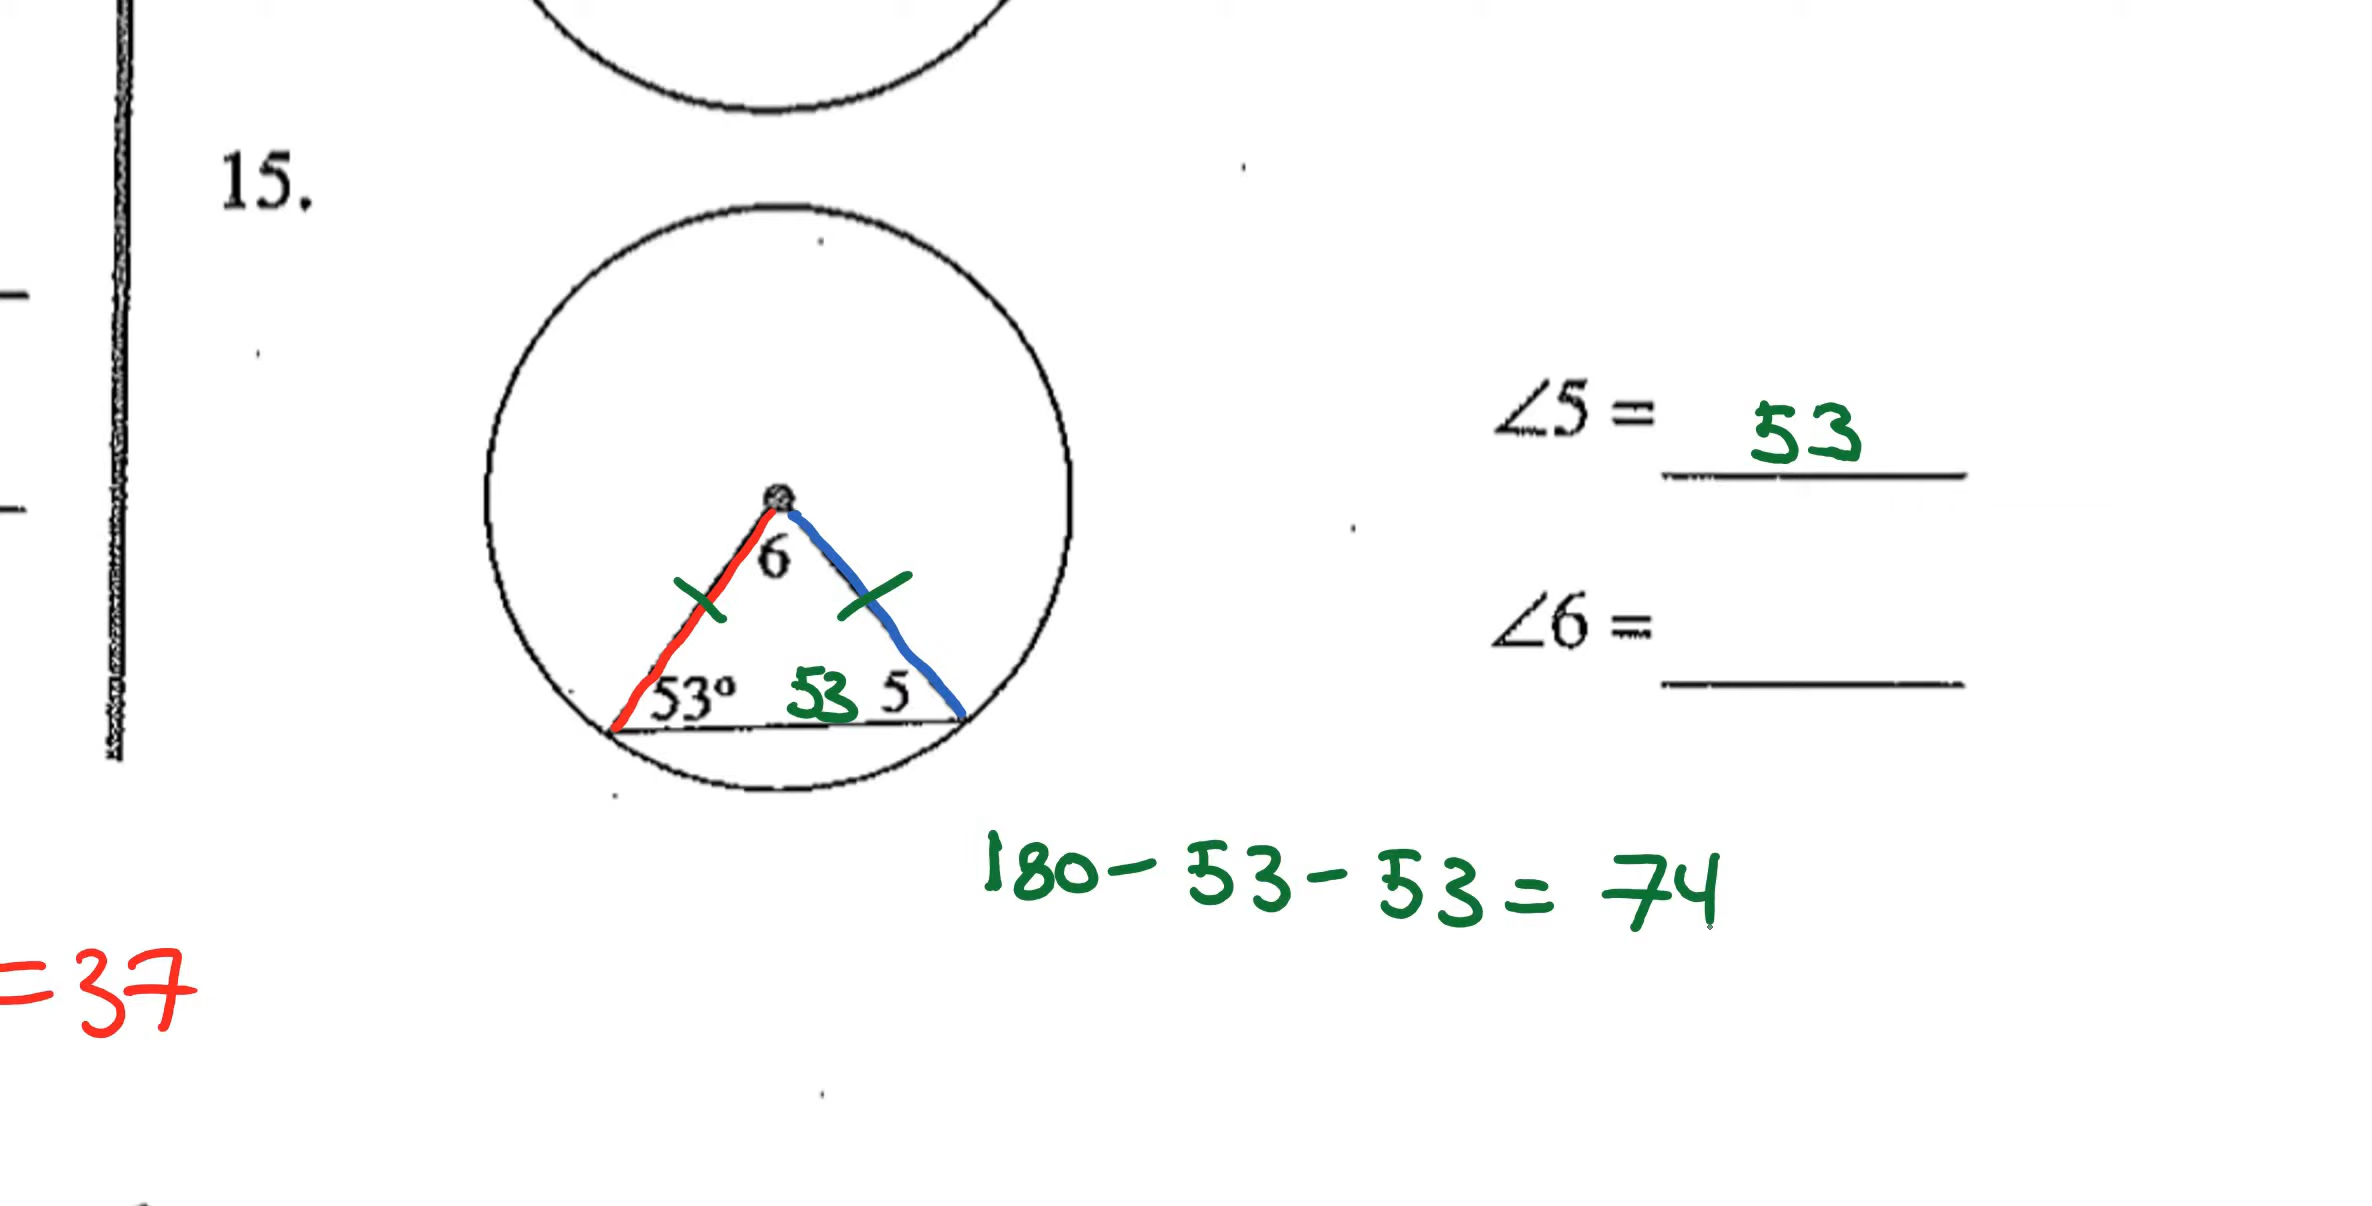 15.
∠5 = 53
6
∠6 =
53° 53 5
180 - 53 - 53 = 74
= 37